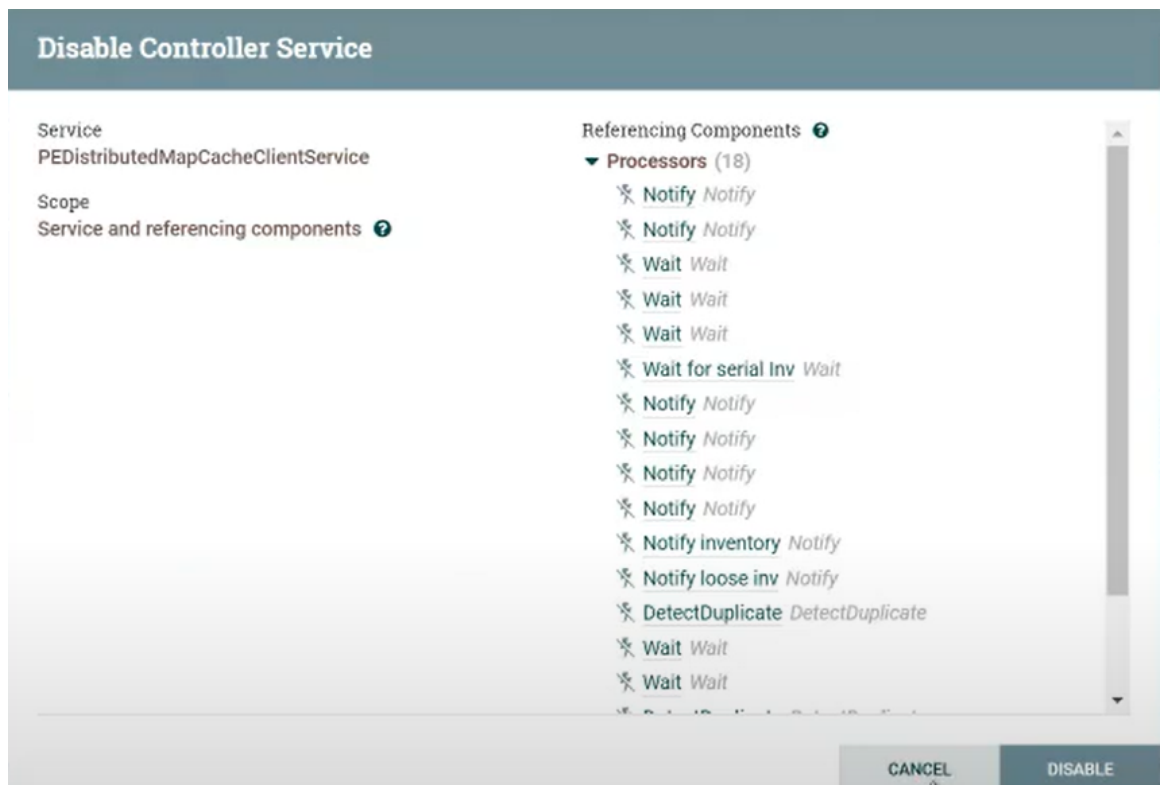 Disable Controller Service
Service
PEDistributedMapCacheClientService
Scope
Service and referencing components
Referencing Components
Processors (18)
Notify Notify
Notify Notify
Wait Wait
Wait Wait
Wait Wait
Wait for serial Inv Wait
Notify Notify
Notify Notify
Notify Notify
Notify Notify
Notify inventory Notify
Notify loose inv Notify
DetectDuplicate DetectDuplicate
Wait Wait
Wait Wait
CANCEL DISABLE